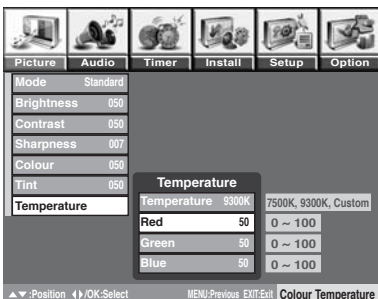 Picture Audio Timer Install Setup Option
Mode Standard
Brightness 050
Contrast 050
Sharpness 007
Colour 050
Tint 050
Temperature
Temperature
Temperature 9300K 7500K, 9300K, Custom
Red 50 0 ~ 100
Green 50 0 ~ 100
Blue 50 0 ~ 100
▲▼:Position ◀▶/OK:Select MENU:Previous EXIT:Exit Colour Temperature